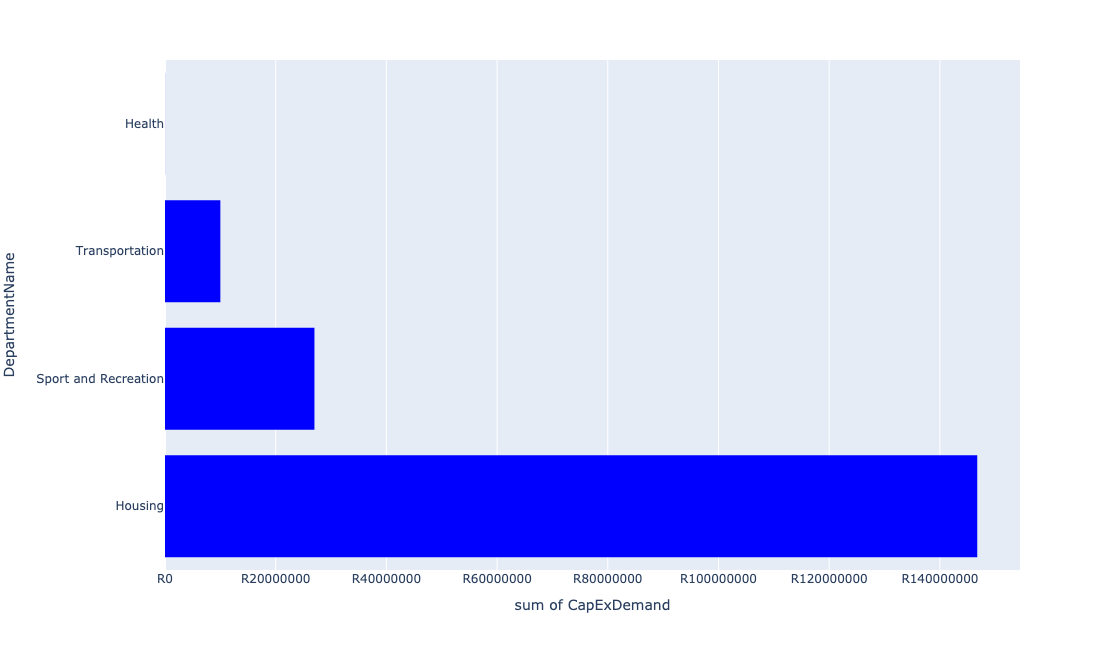 Health
Transportation
Sport and Recreation
Housing
DepartmentName
R0 R20000000 R40000000 R60000000 R80000000 R100000000 R120000000 R140000000
sum of CapExDemand